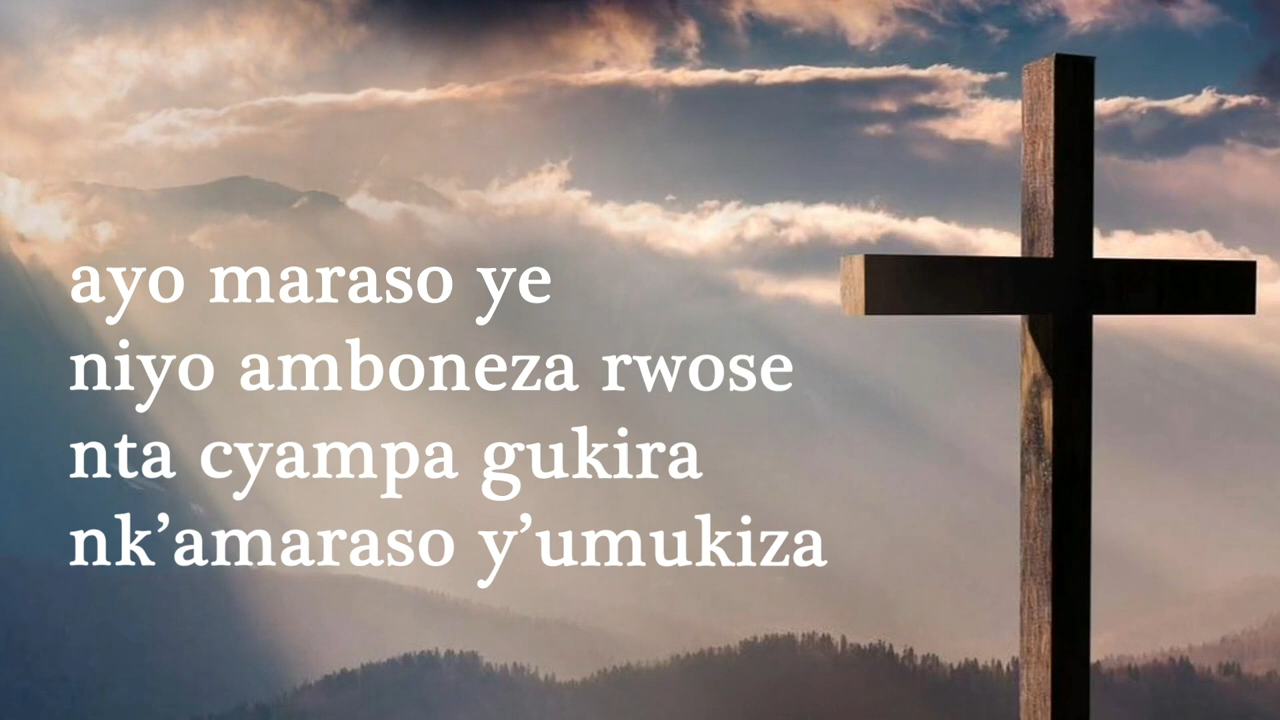 ayo maraso ye
niyo amboneza rwose
nta cyampa gukira
nk’amaraso y’umukiza